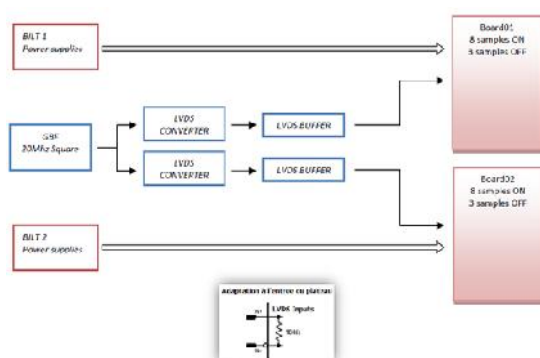 BILT 1
Power supplies
GBF
20Mhz Square
LVDS
CONVERTER
LVDS BUFFER
LVDS
CONVERTER
LVDS BUFFER
BILT 2
Power supplies
Board01
8 samples ON
Board02
8 samples ON
3 samples OFF
LVDS Inputs